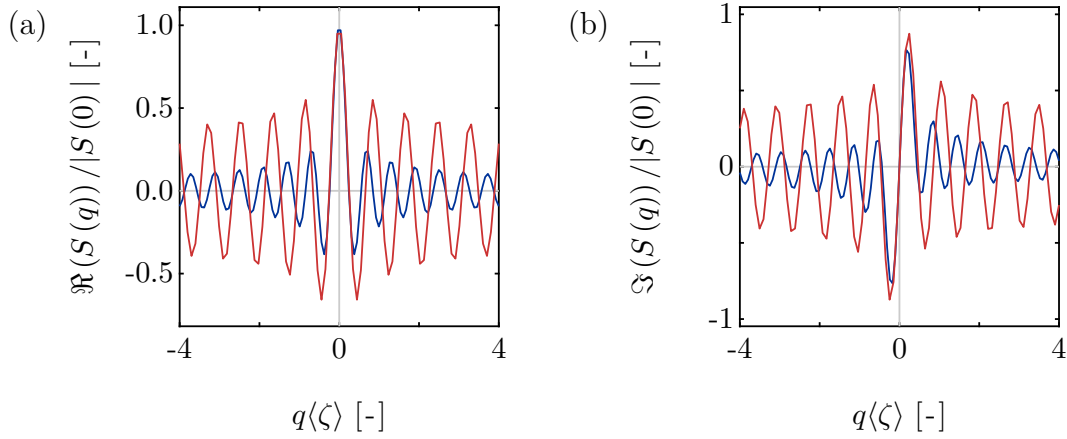 (a)
ℜ(S(q))/|S(0)| [-]
1.0
0.5
0.0
-0.5
-4
0
4
q⟨ζ⟩ [-]
(b)
ℑ(S(q))/|S(0)| [-]
1
0
-1
-4
0
4
q⟨ζ⟩ [-]